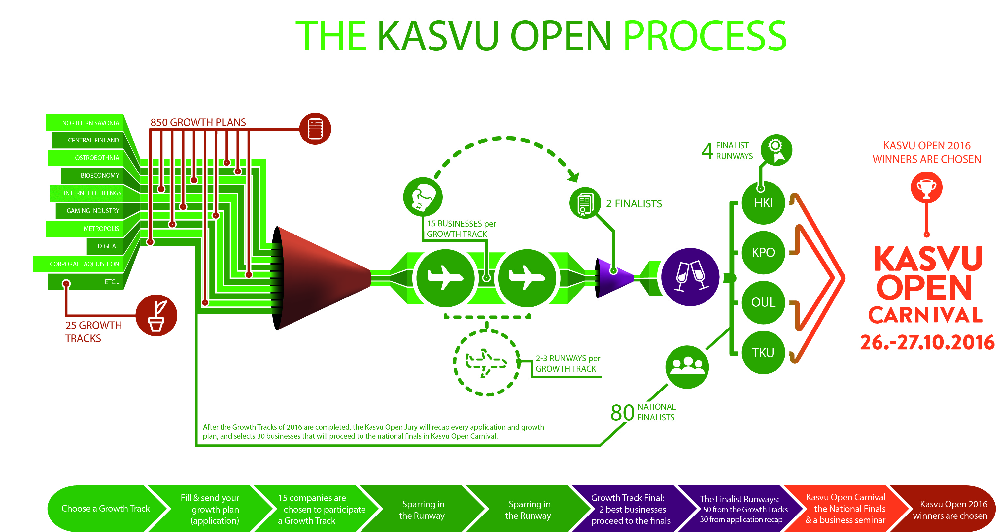 THE KASVU OPEN PROCESS
NORTHERN SAVONIA
CENTRAL FINLAND
OSTROBOTHNIA
BIOECONOMY
INTERNET OF THINGS
GAMING INDUSTRY
METROPOLIS
DIGITAL
CORPORATE AQCUISITION
ETC...
25 GROWTH
TRACKS
850 GROWTH PLANS
15 BUSINESSES per
GROWTH TRACK
2 FINALISTS
2-3 RUNWAYS per
GROWTH TRACK
4 FINALIST
RUNWAYS
HKI
KPO
OUL
TKU
80 NATIONAL
FINALISTS
After the Growth Tracks of 2016 are completed, the Kasvu Open Jury will recap every application and growth
plan, and selects 30 businesses that will proceed to the national finals in Kasvu Open Carnival.
KASVU OPEN 2016
WINNERS ARE CHOSEN
KASVU
OPEN
CARNIVAL
26.-27.10.2016
Choose a Growth Track
Fill & send your
growth plan
(application)
15 companies are
chosen to participate
a Growth Track
Sparring in
the Runway
Sparring in
the Runway
Growth Track Final:
2 best businesses
proceed to the finals
The Finalist Runways:
50 from the Growth Tracks
30 from application recap
Kasvu Open Carnival
the National Finals
& a business seminar
Kasvu Open 2016
winners are chosen